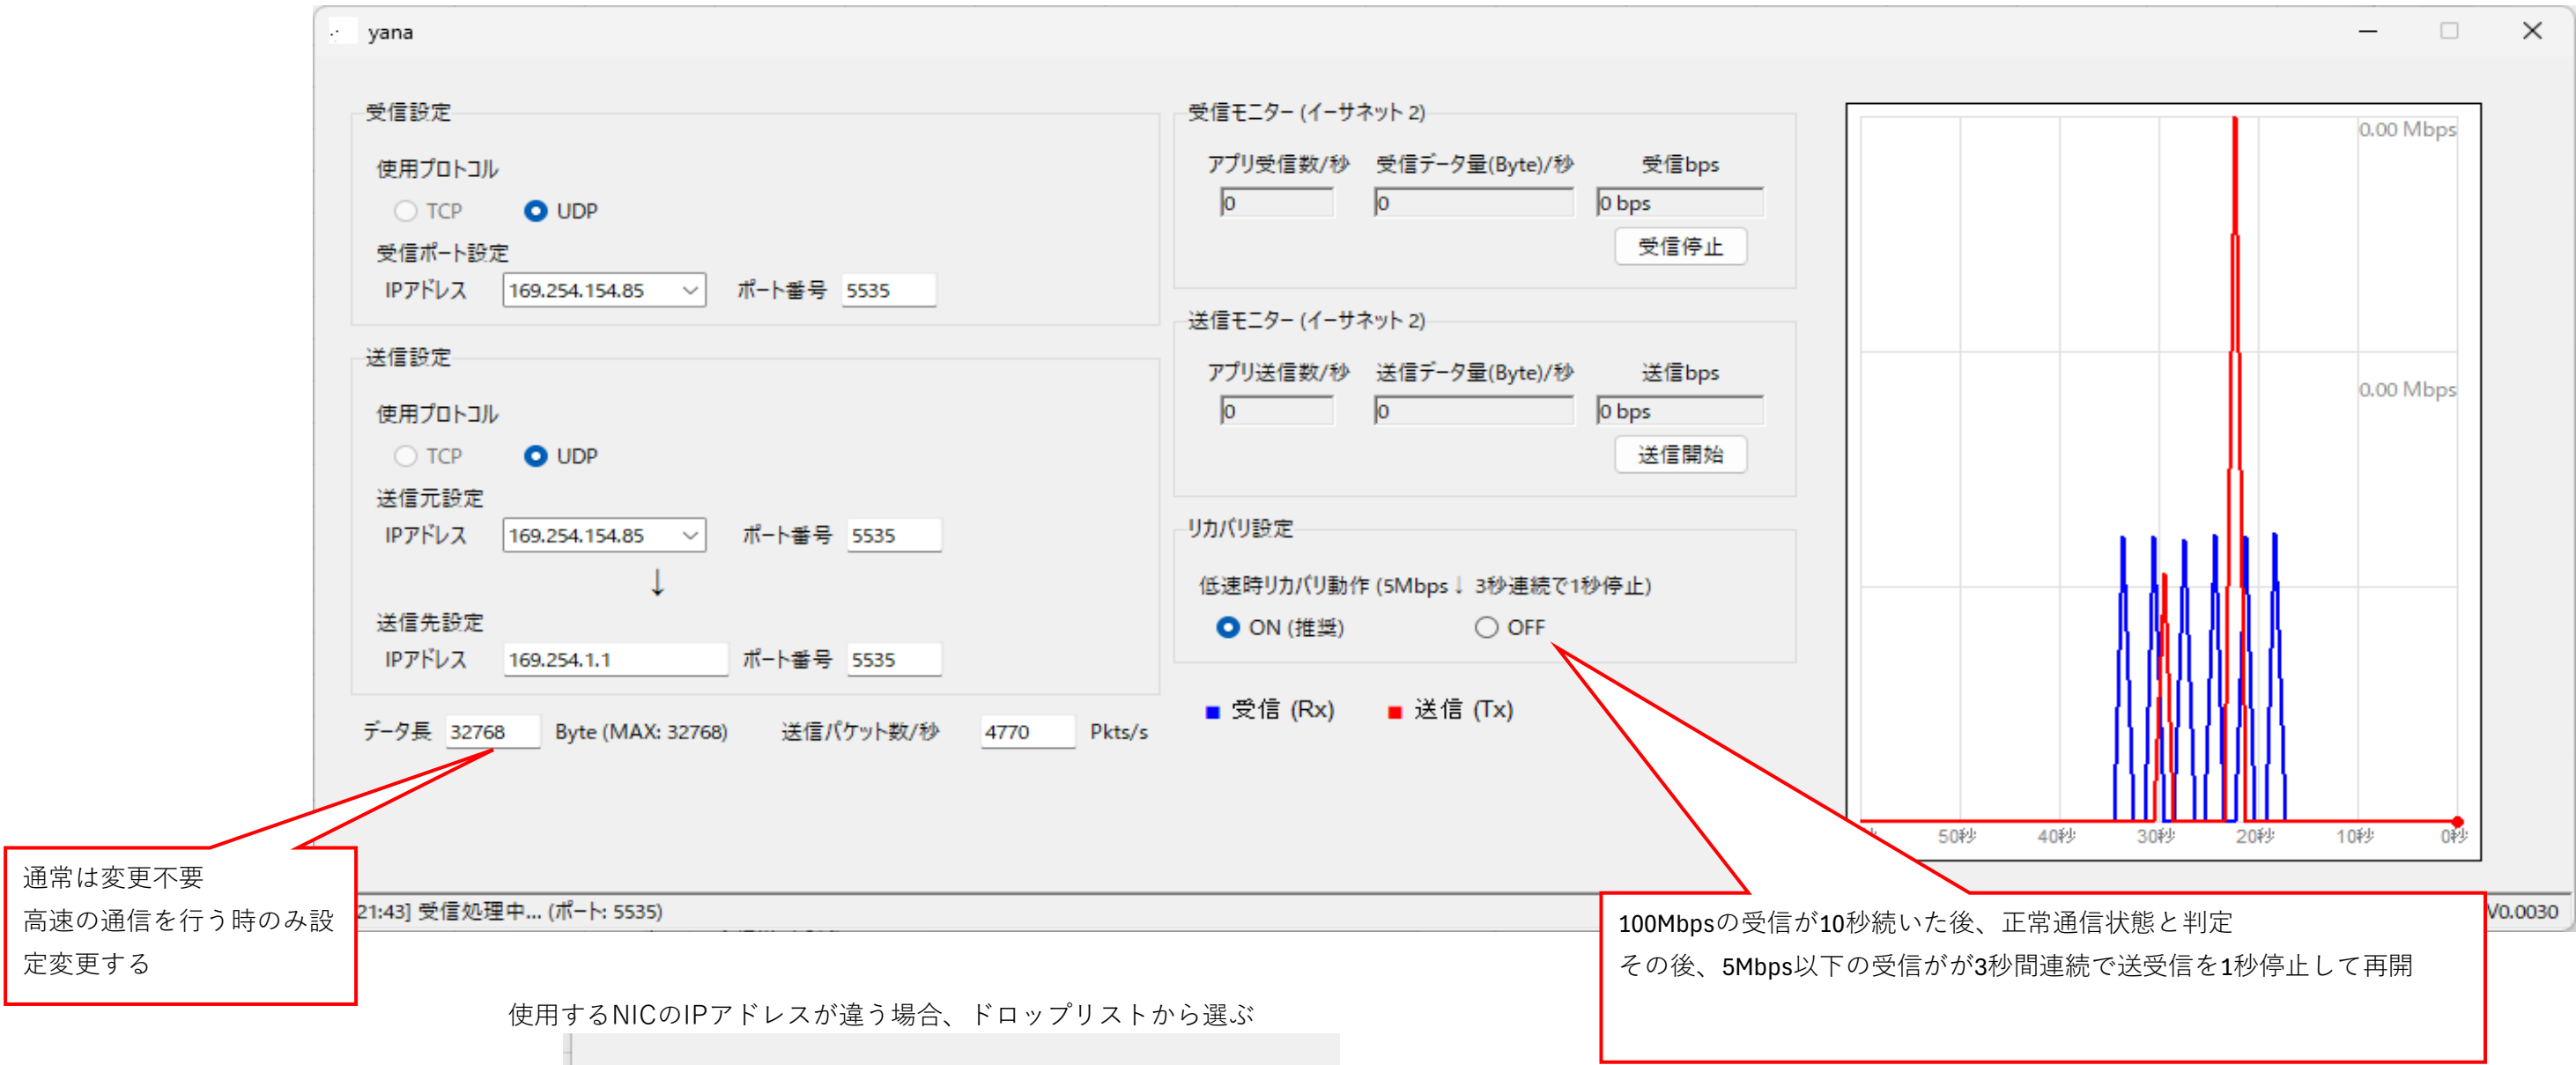 yana
受信設定
使用プロトコル
TCP UDP
受信ポート設定
IPアドレス 169.254.154.85 ポート番号 5535
送信設定
使用プロトコル
TCP UDP
送信元設定
IPアドレス 169.254.154.85 ポート番号 5535
↓
送信先設定
IPアドレス 169.254.1.1 ポート番号 5535
データ長 32768 Byte (MAX: 32768) 送信パケット数/秒 4770 Pkts/s
受信モニター (イーサネット 2)
アプリ受信数/秒 受信データ量(Byte)/秒 受信bps
0 0 0 bps
受信停止
送信モニター (イーサネット 2)
アプリ送信数/秒 送信データ量(Byte)/秒 送信bps
0 0 0 bps
送信開始
リカバリ設定
低速時リカバリ動作 (5Mbps↓ 3秒連続で1秒停止)
ON (推奨) OFF
受信 (Rx) 送信 (Tx)
0.00 Mbps
0.00 Mbps
50秒 40秒 30秒 20秒 10秒 0秒
通常は変更不要
高速の通信を行う時のみ設
定変更する
21:43] 受信処理中... (ポート: 5535)
V0.0030
100Mbpsの受信が10秒続いた後、正常通信状態と判定
その後、5Mbps以下の受信がが3秒間連続で送受信を1秒停止して再開
使用するNICのIPアドレスが違う場合、ドロップリストから選ぶ